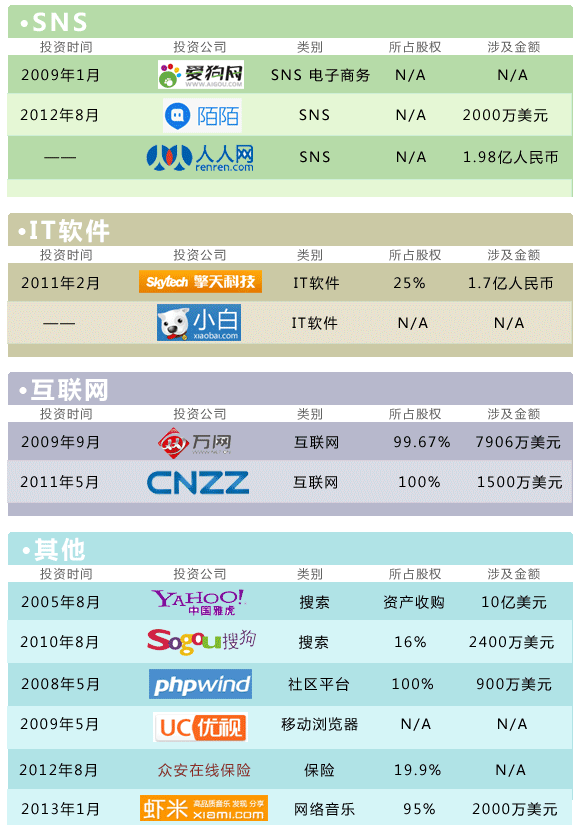 •SNS
投资时间 投资公司 类别 所占股权 涉及金额
2009年1月 爱狗网 WWW.AIGOU.COM SNS 电子商务 N/A N/A
2012年8月 陌陌 SNS N/A 2000万美元
—— 人人网 renren.com SNS N/A 1.98亿人民币
•IT软件
投资时间 投资公司 类别 所占股权 涉及金额
2011年2月 Skytech 擎天科技 IT软件 25% 1.7亿人民币
—— 小白 xiaobai.com IT软件 N/A N/A
•互联网
投资时间 投资公司 类别 所占股权 涉及金额
2009年9月 万网 互联网 99.67% 7906万美元
2011年5月 CNZZ 互联网 100% 1500万美元
•其他
投资时间 投资公司 类别 所占股权 涉及金额
2005年8月 YAHOO! 中国雅虎 搜索 资产收购 10亿美元
2010年8月 Sogou搜狗 搜索 16% 2400万美元
2008年5月 phpwind 社区平台 100% 900万美元
2009年5月 UC优视 移动浏览器 N/A N/A
2012年8月 众安在线保险 保险 19.9% N/A
2013年1月 虾米 高品质音乐 发现 分享 xiami.com 网络音乐 95% 2000万美元